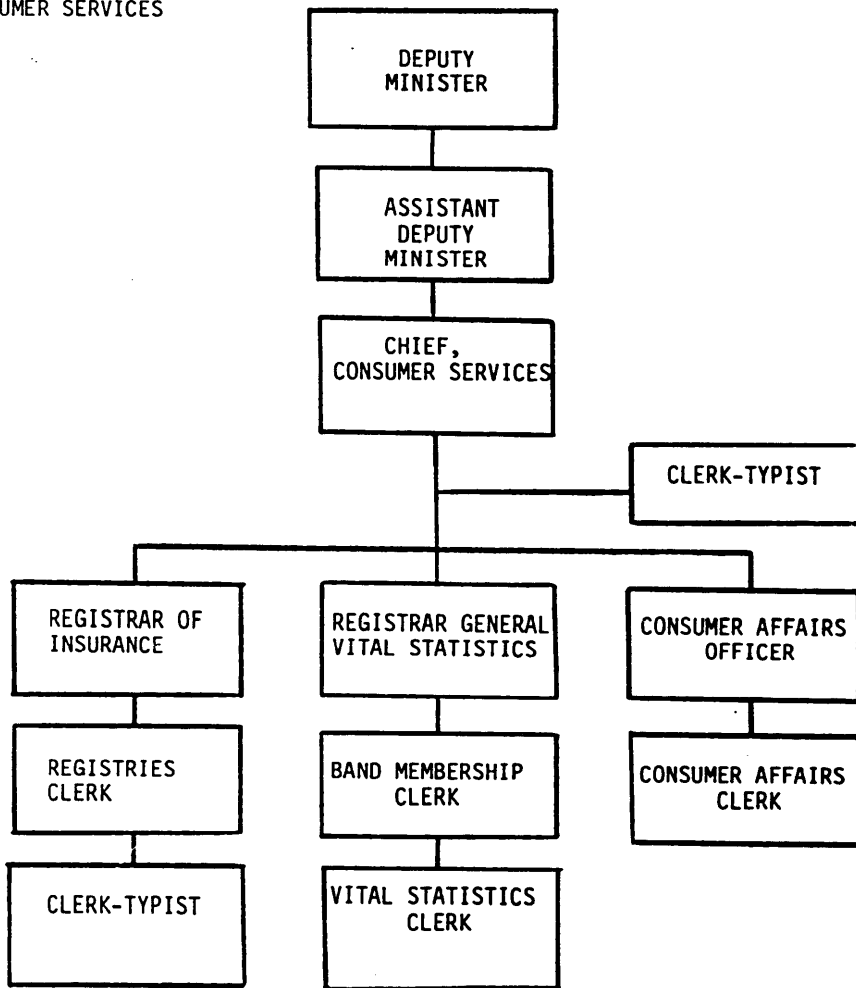 UMER SERVICES
DEPUTY
MINISTER
ASSISTANT
DEPUTY
MINISTER
CHIEF,
CONSUMER SERVICES
CLERK-TYPIST
REGISTRAR OF
INSURANCE
REGISTRAR GENERAL
VITAL STATISTICS
CONSUMER AFFAIRS
OFFICER
REGISTRIES
CLERK
BAND MEMBERSHIP
CLERK
CONSUMER AFFAIRS
CLERK
CLERK-TYPIST
VITAL STATISTICS
CLERK